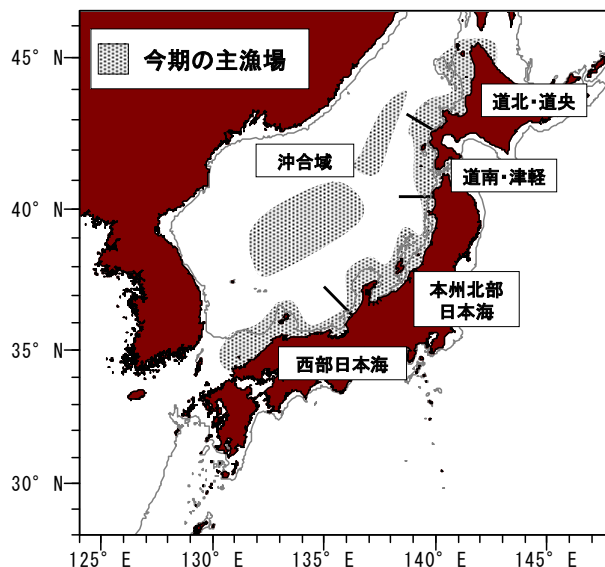 45° N
今期の主漁場
道北・道央
沖合域
道南・津軽
40° N
本州北部
日本海
西部日本海
35° N
30° N
125° E
130° E
135° E
140° E
145° E